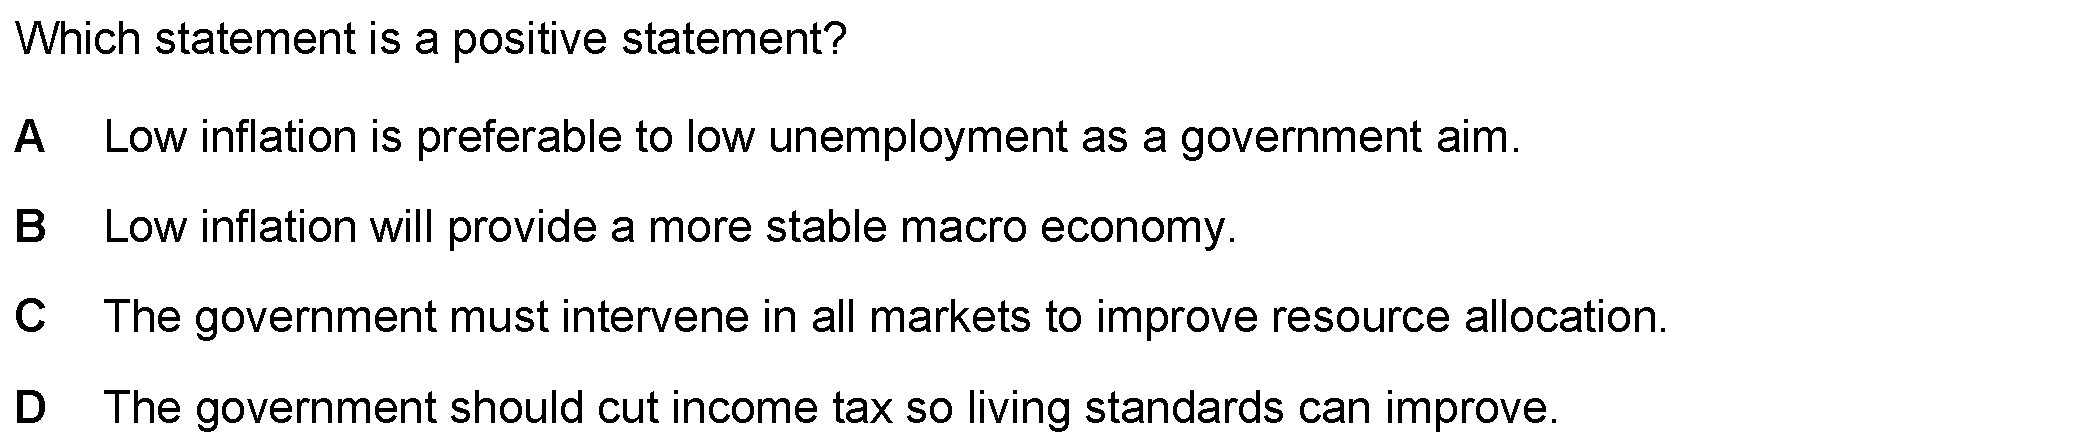 Which statement is a positive statement?
A Low inflation is preferable to low unemployment as a government aim.
B Low inflation will provide a more stable macro economy.
C The government must intervene in all markets to improve resource allocation.
D The government should cut income tax so living standards can improve.